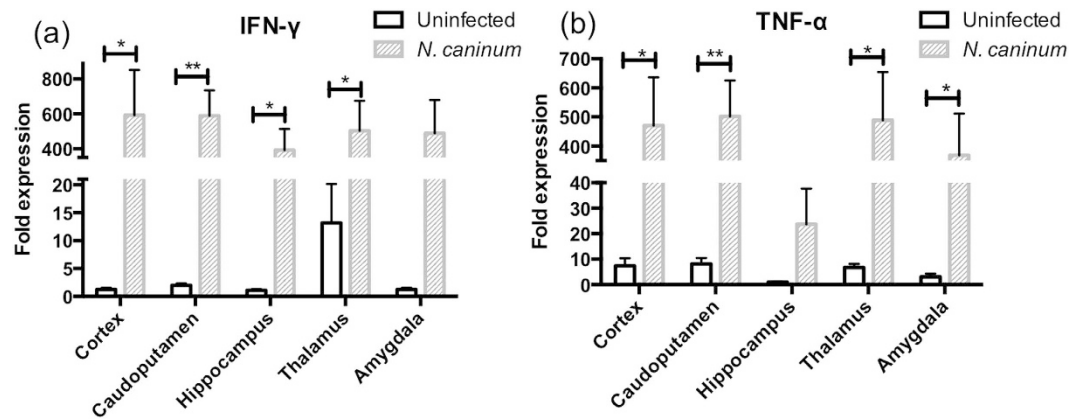 (a)
IFN-γ
Uninfected
N. caninum
*
**
*
*
Fold expression
800
600
400
20
15
10
5
0
Cortex
Caudoputamen
Hippocampus
Thalamus
Amygdala
(b)
TNF-α
Uninfected
N. caninum
*
**
*
*
Fold expression
700
600
500
400
40
30
20
10
0
Cortex
Caudoputamen
Hippocampus
Thalamus
Amygdala